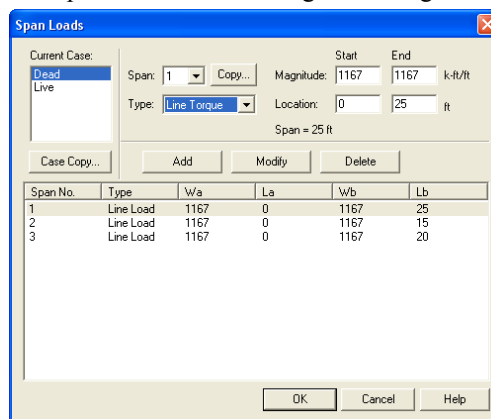 Span Loads
Current Case:
Dead
Live
Case Copy...
Span: 1 Copy...
Type: Line Torque
Start End
Magnitude: 1167 1167 k-ft/ft
Location: 0 25 ft
Span = 25 ft
Add Modify Delete
Span No. Type Wa La Wb Lb
1 Line Load 1167 0 1167 25
2 Line Load 1167 0 1167 15
3 Line Load 1167 0 1167 20
OK Cancel Help